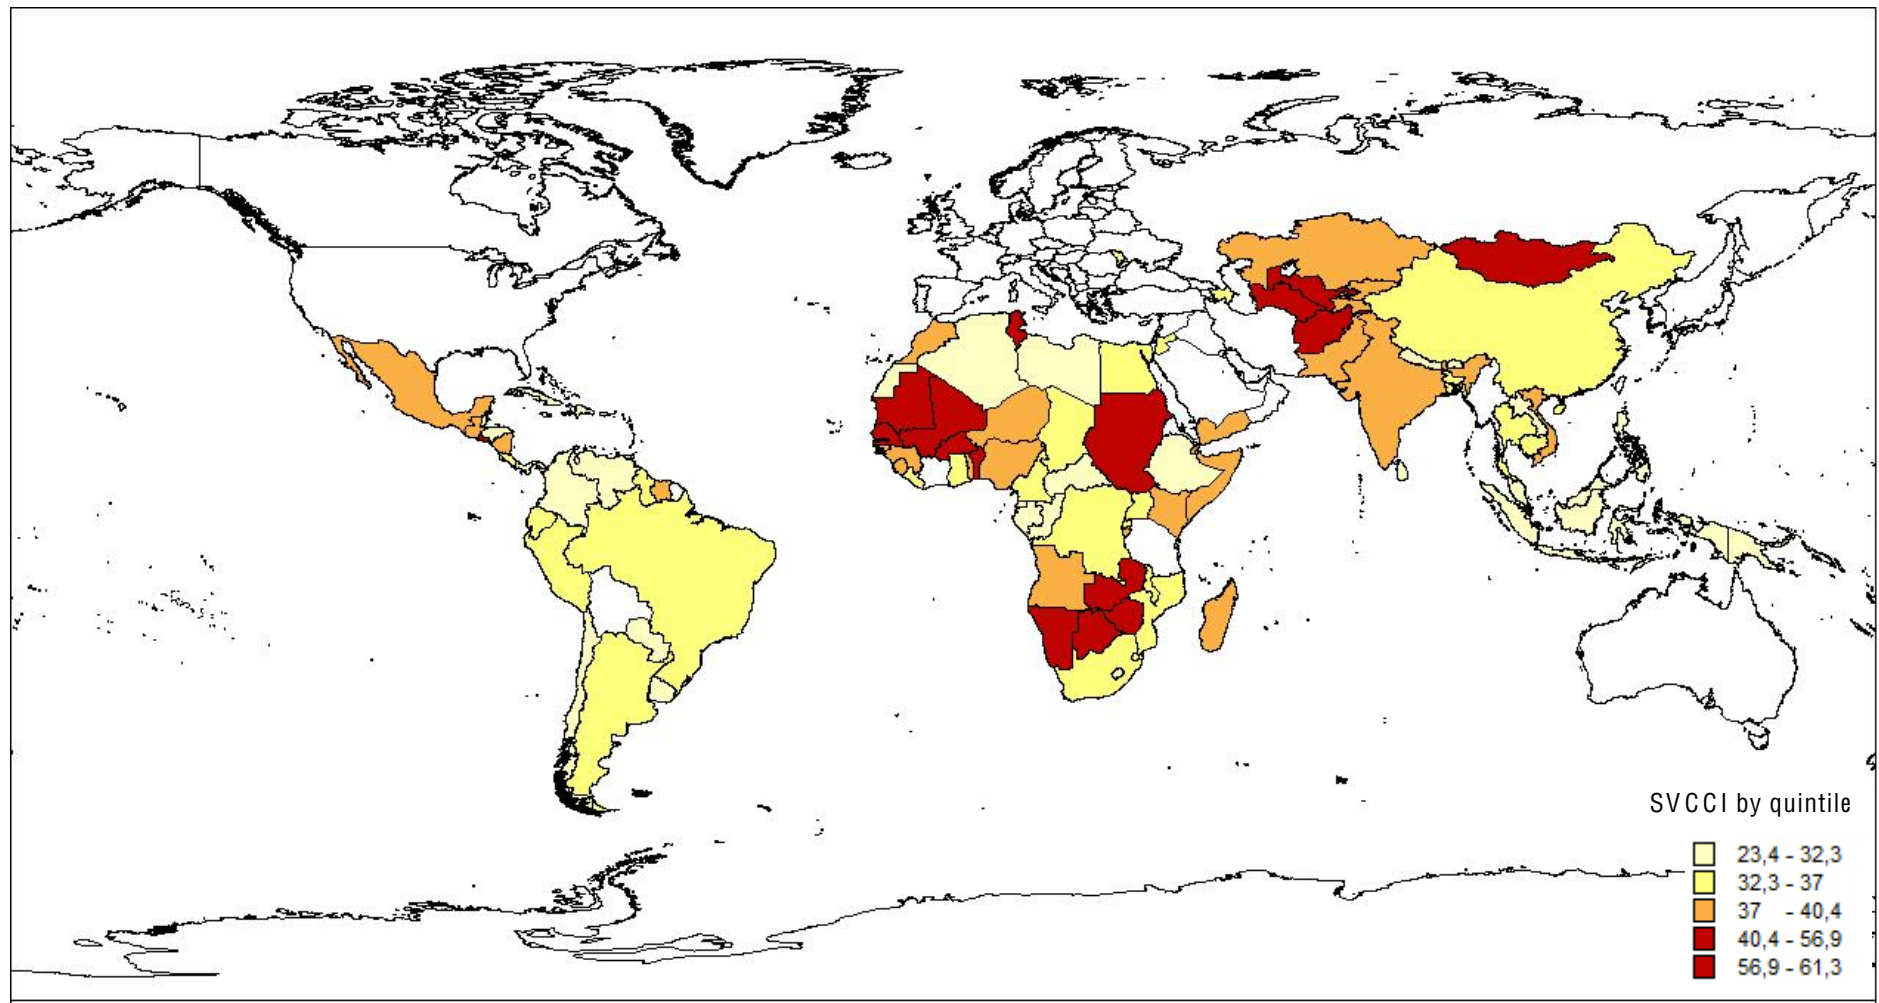 SVCCI by quintile
23,4 - 32,3
32,3 - 37
37 - 40,4
40,4 - 56,9
56,9 - 61,3